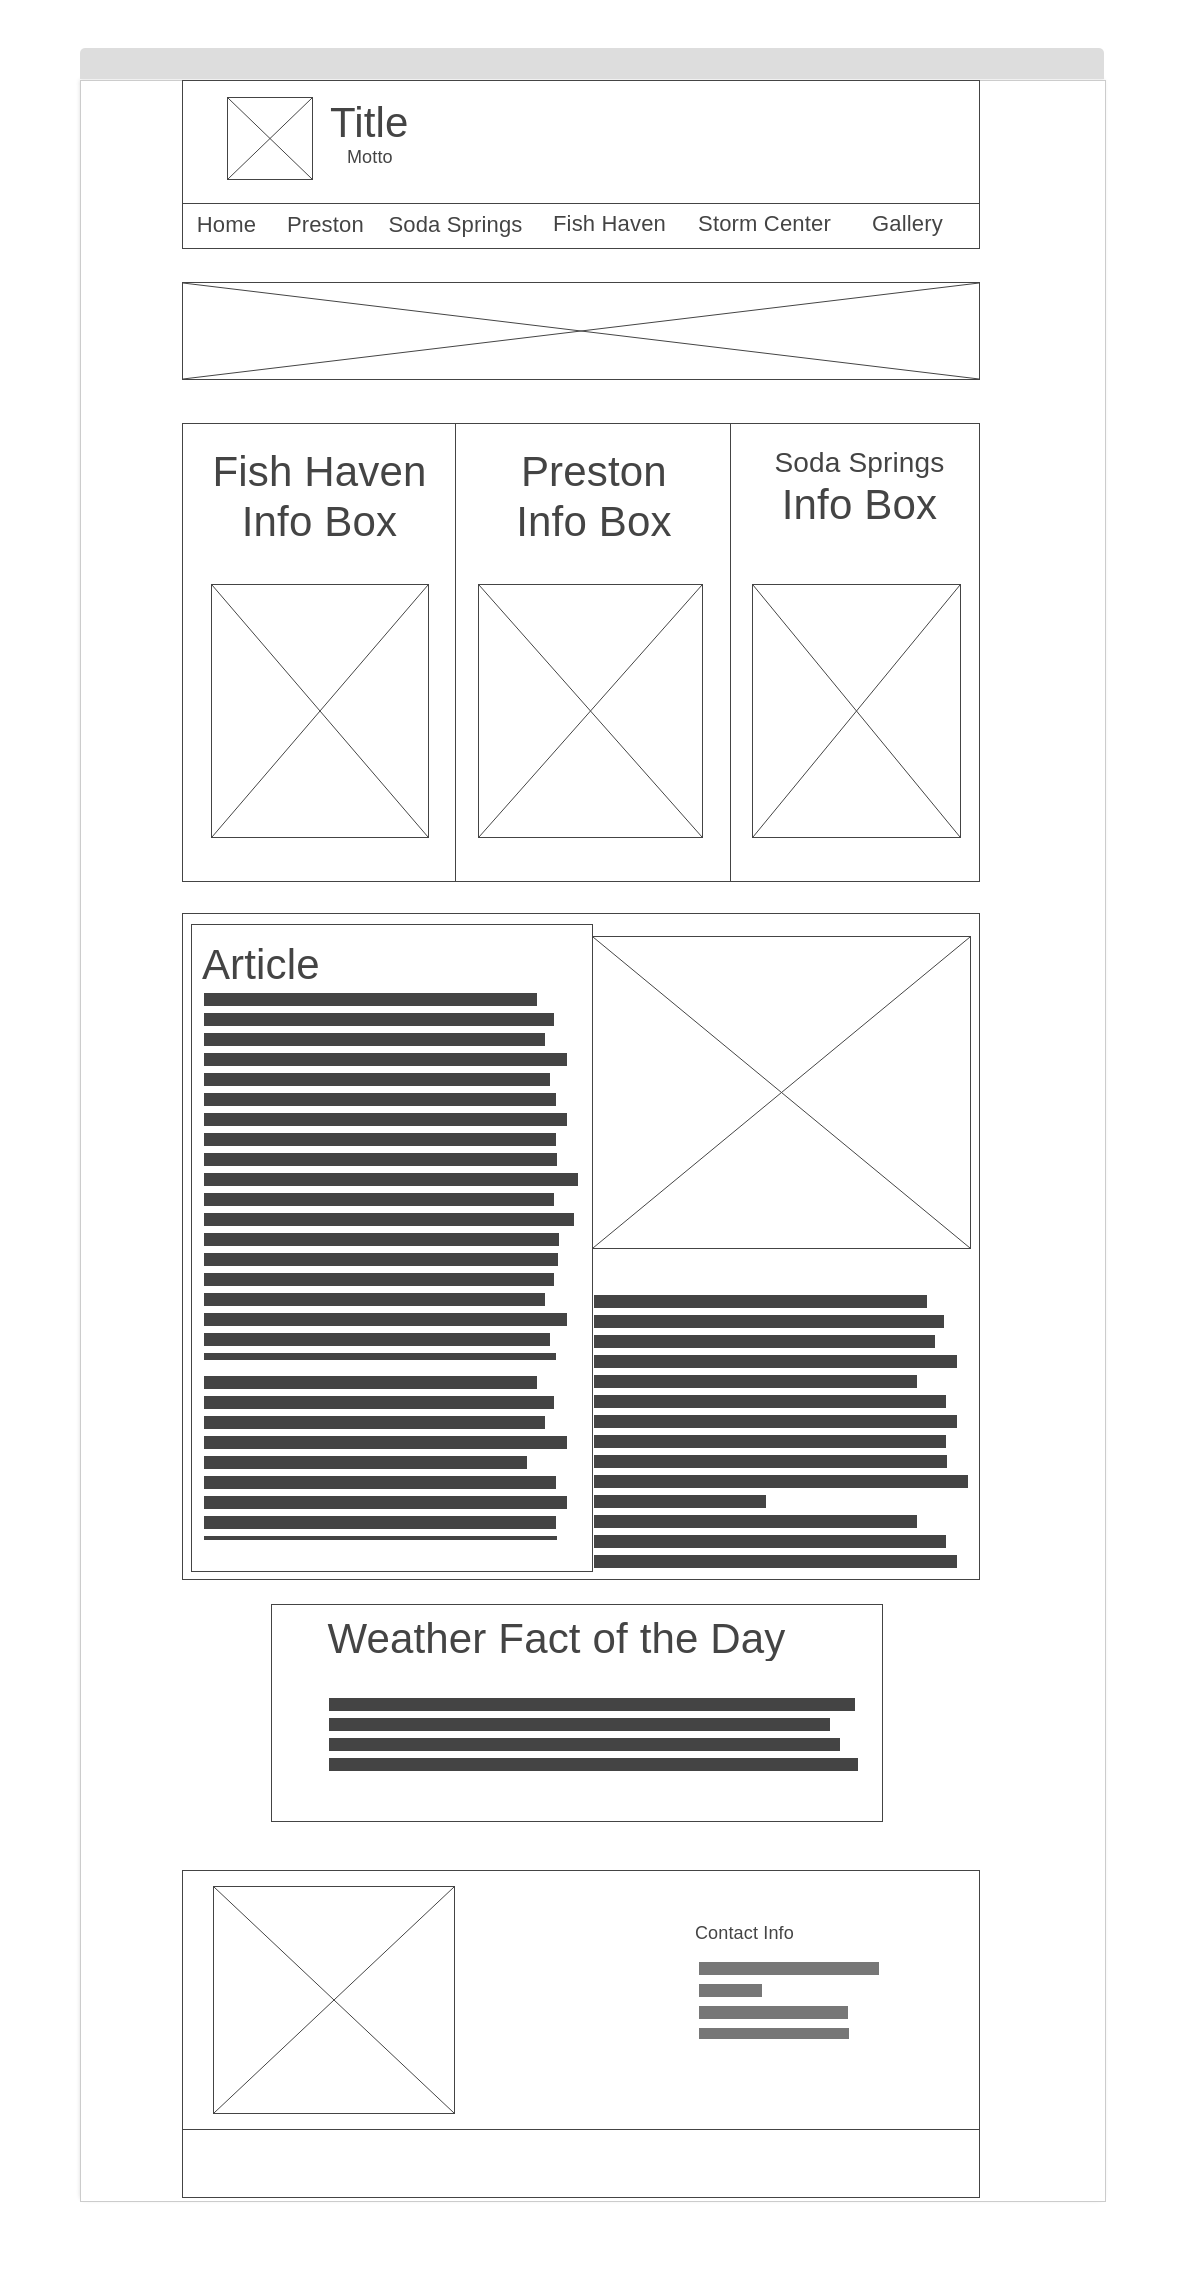 Title
Motto
Home Preston Soda Springs Fish Haven Storm Center Gallery
Fish Haven
Info Box
Preston
Info Box
Soda Springs
Info Box
Article
Weather Fact of the Day
Contact Info